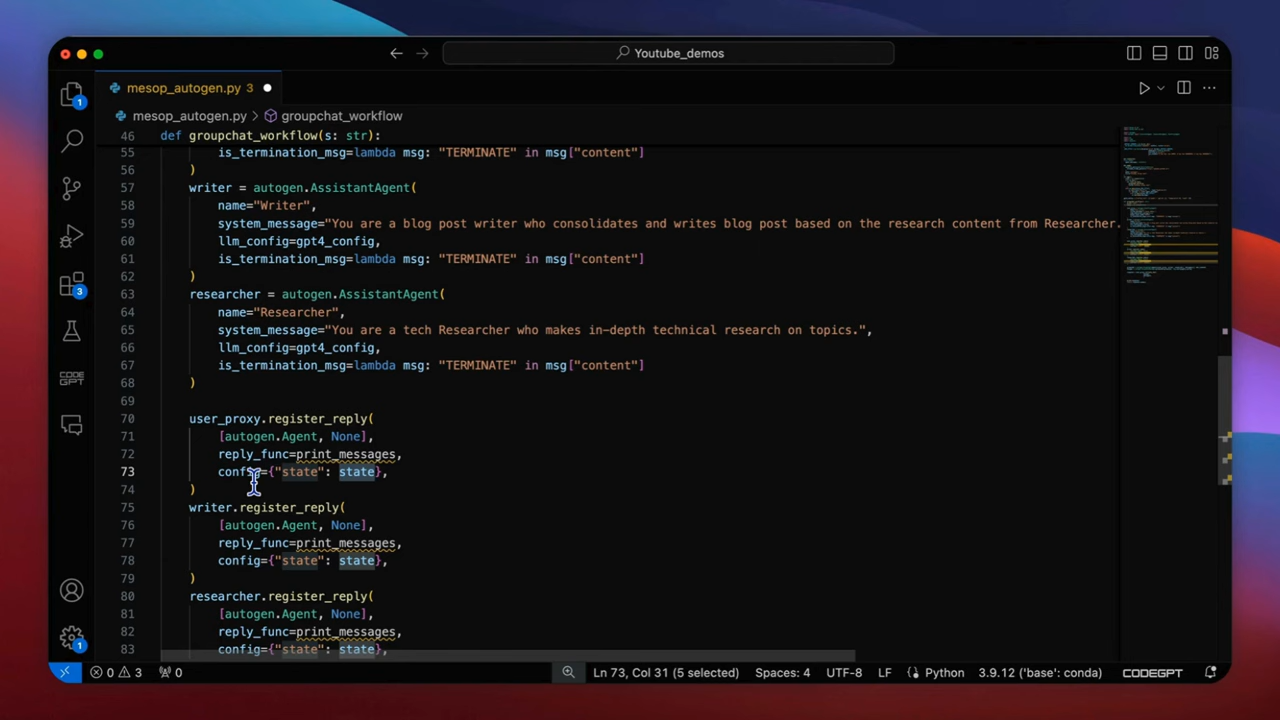 Youtube_demos
mesop_autogen.py 3
mesop_autogen.py > groupchat_workflow
46 def groupchat_workflow(s: str):
55 is_termination_msg=lambda msg: "TERMINATE" in msg["content"]
56 )
57 writer = autogen.AssistantAgent(
58 name="Writer",
59 system_message="You are a blog post writer who consolidates and writes blog post based on the research content from Researcher.
60 llm_config=gpt4_config,
61 is_termination_msg=lambda msg: "TERMINATE" in msg["content"]
62 )
63 researcher = autogen.AssistantAgent(
64 name="Researcher",
65 system_message="You are a tech Researcher who makes in-depth technical research on topics.",
66 llm_config=gpt4_config,
67 is_termination_msg=lambda msg: "TERMINATE" in msg["content"]
68 )
69
70 user_proxy.register_reply(
71 [autogen.Agent, None],
72 reply_func=print_messages,
73 config={"state": state},
74 )
75 writer.register_reply(
76 [autogen.Agent, None],
77 reply_func=print_messages,
78 config={"state": state},
79 )
80 researcher.register_reply(
81 [autogen.Agent, None],
82 reply_func=print_messages,
83 config={"state": state},
1
3
CODE
GPT
1
0 3 0 Ln 73, Col 31 (5 selected) Spaces: 4 UTF-8 LF Python 3.9.12 ('base': conda) CODEGPT